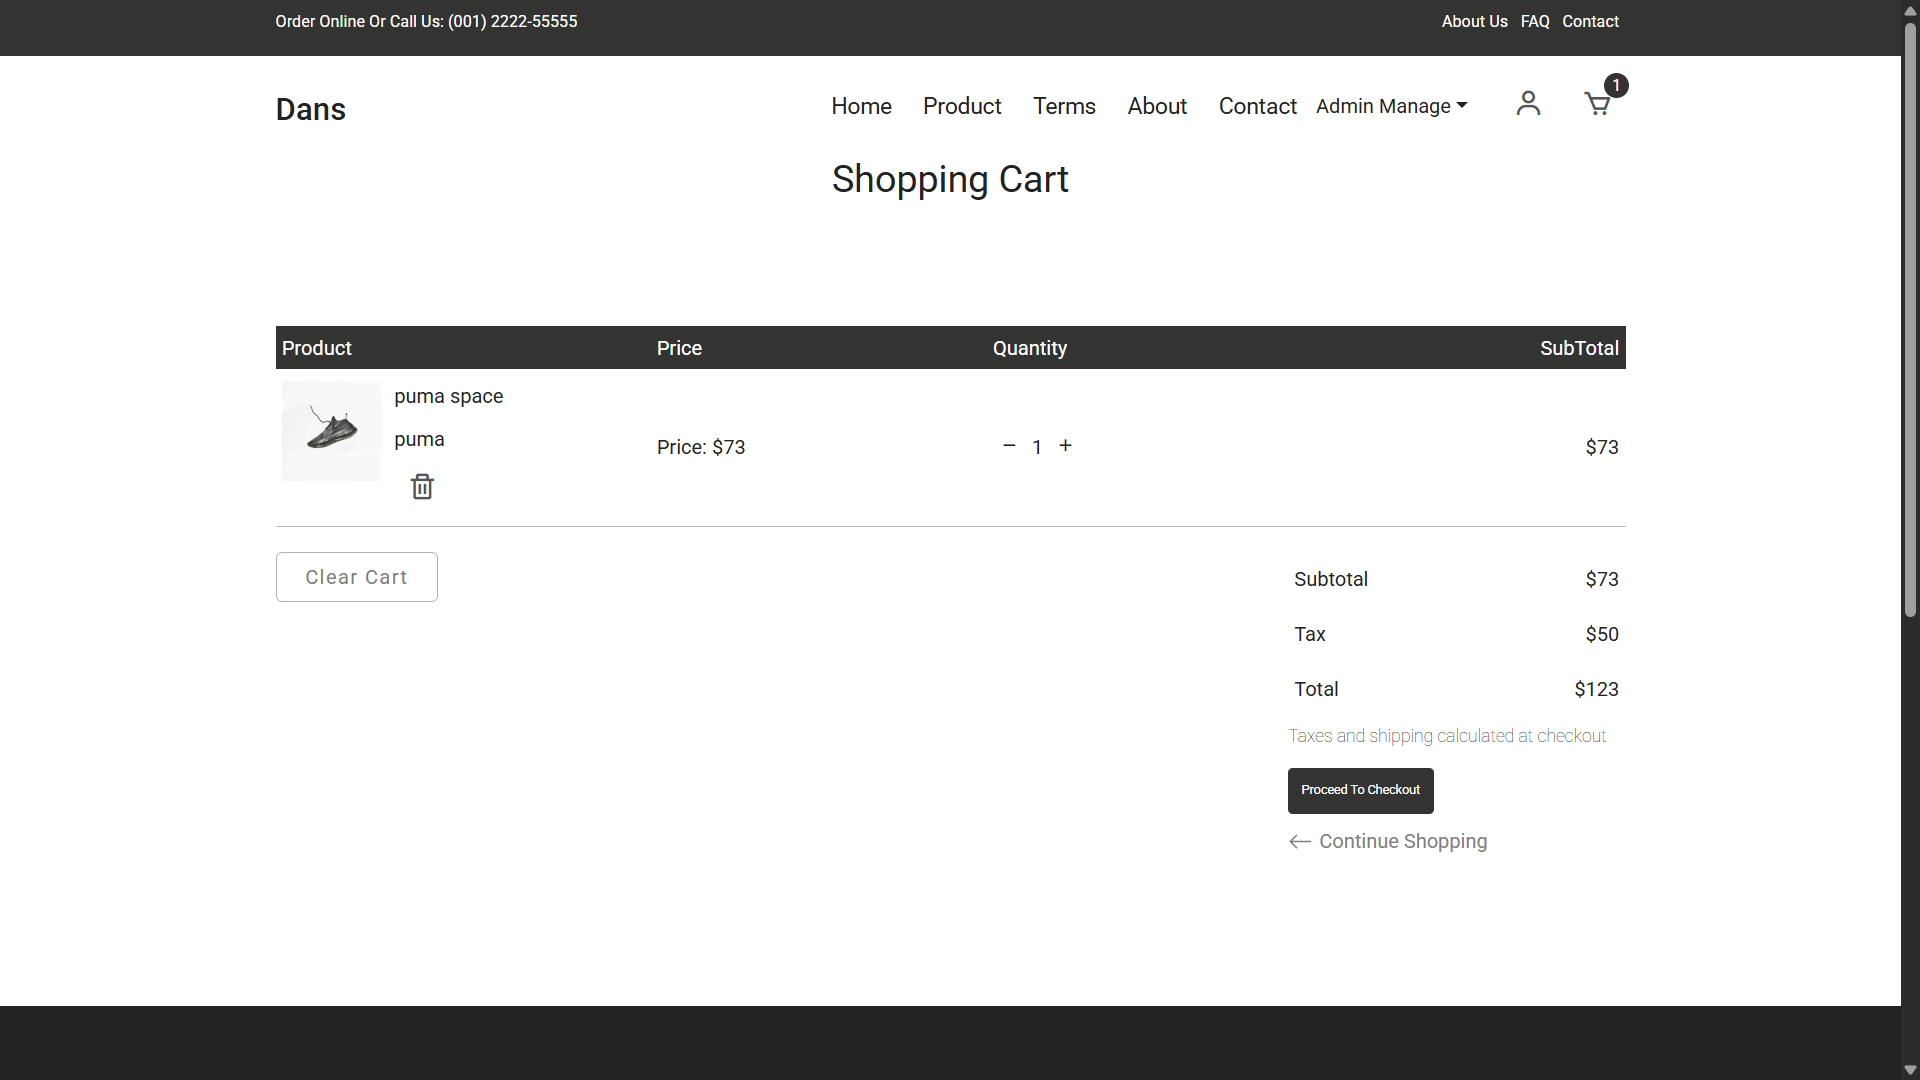 Order Online Or Call Us: (001) 2222-55555
About Us FAQ Contact
1
Dans
Home Product Terms About Contact Admin Manage
Shopping Cart
Product Price Quantity SubTotal
puma space
puma
Price: $73 − 1 + $73
Clear Cart
Subtotal $73
Tax $50
Total $123
Taxes and shipping calculated at checkout
Proceed To Checkout
Continue Shopping